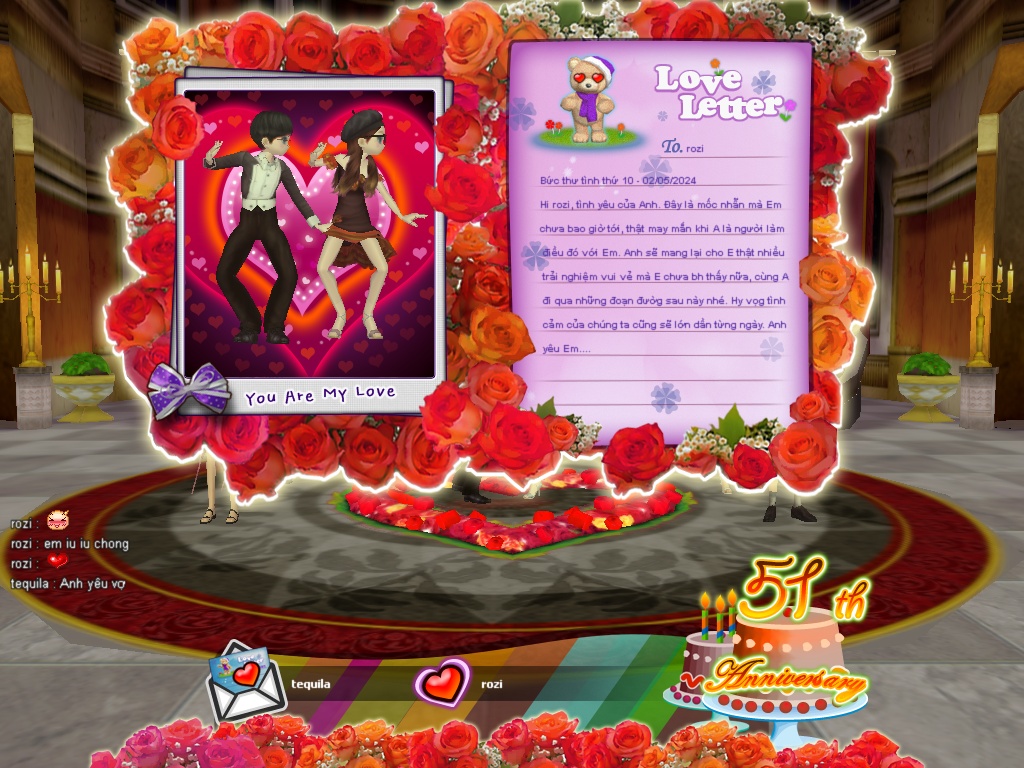 Love
Letter
To. rozi
Bức thư tình thứ 10 - 02/05/2024
Hi rozi, tình yêu của Anh. Đây là mốc nhẫn mà Em
chưa bao giờ tới, thật may mắn khi A là người làm
điều đó với Em. Anh sẽ mang lại cho E thật nhiều
trải nghiệm vui vẻ mà E chưa bh thấy nữa, cùng A
đi qua những đoạn đường sau này nhé. Hy vọng tình
cảm của chúng ta cũng sẽ lớn dần từng ngày. Anh
yêu Em....
You Are My Love
rozi :
rozi : em iu iu chong
rozi :
tequila : Anh yêu vợ
51th
Anniversary
tequila
rozi